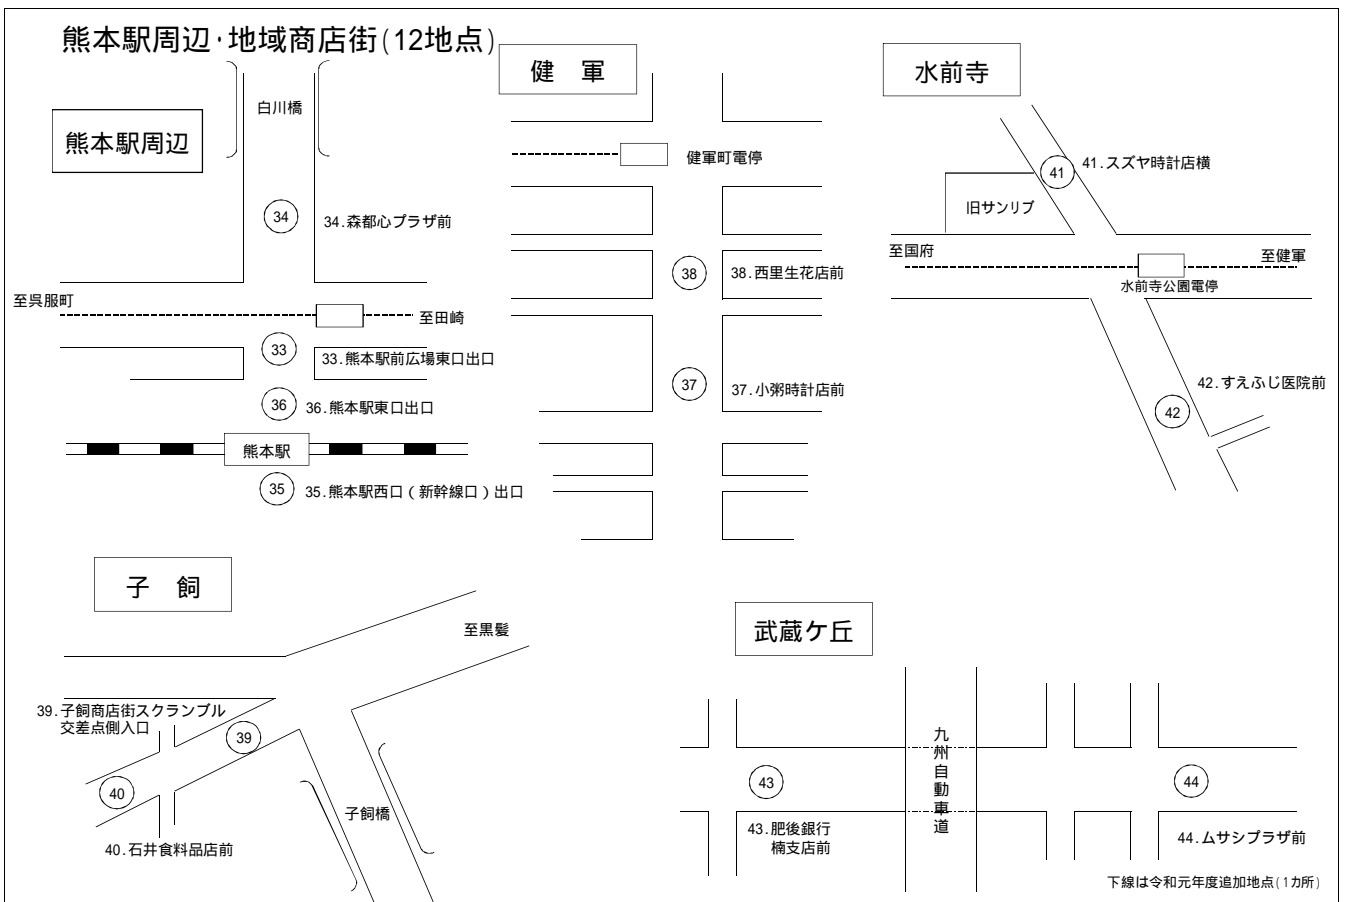 熊本駅周辺・地域商店街(12地点)
熊本駅周辺
白川橋
34
34.森都心プラザ前
至呉服町
至田崎
33
33.熊本駅前広場東口出口
36
36.熊本駅東口出口
熊本駅
35
35.熊本駅西口(新幹線口)出口
健 軍
健軍町電停
38
38.西里生花店前
37
37.小粥時計店前
水前寺
41
41.スズヤ時計店横
旧サンリブ
至国府
至健軍
水前寺公園電停
42.すえふじ医院前
42
子 飼
至黒髪
39.子飼商店街スクランブル
交差点側入口
39
40
子飼橋
40.石井食料品店前
武蔵ケ丘
九州自動車道
43
44
43.肥後銀行
楠支店前
44.ムサシプラザ前
下線は令和元年度追加地点(1カ所)